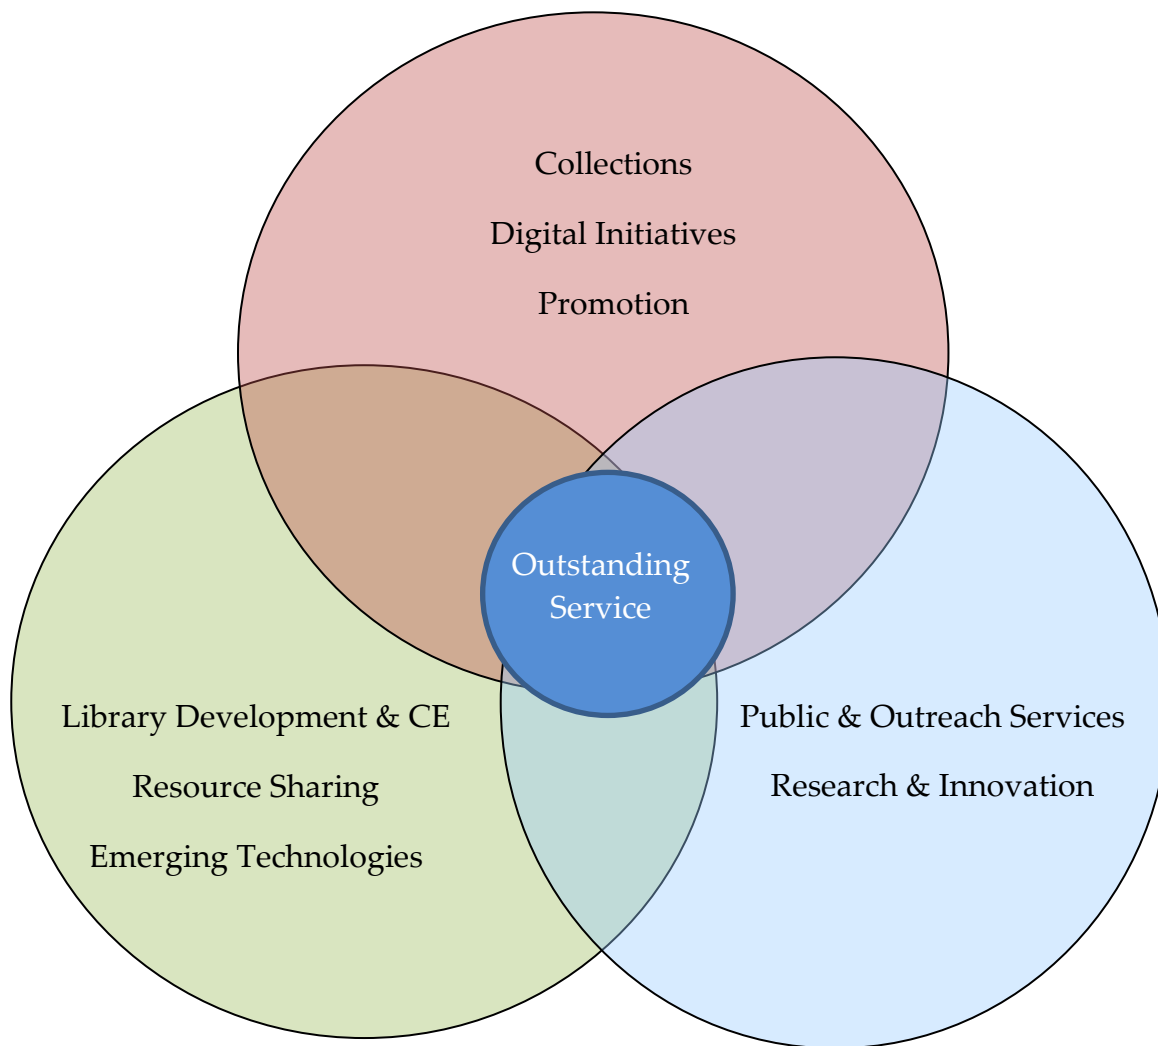 Collections
Digital Initiatives
Promotion
Outstanding
Service
Library Development & CE
Resource Sharing
Emerging Technologies
Public & Outreach Services
Research & Innovation